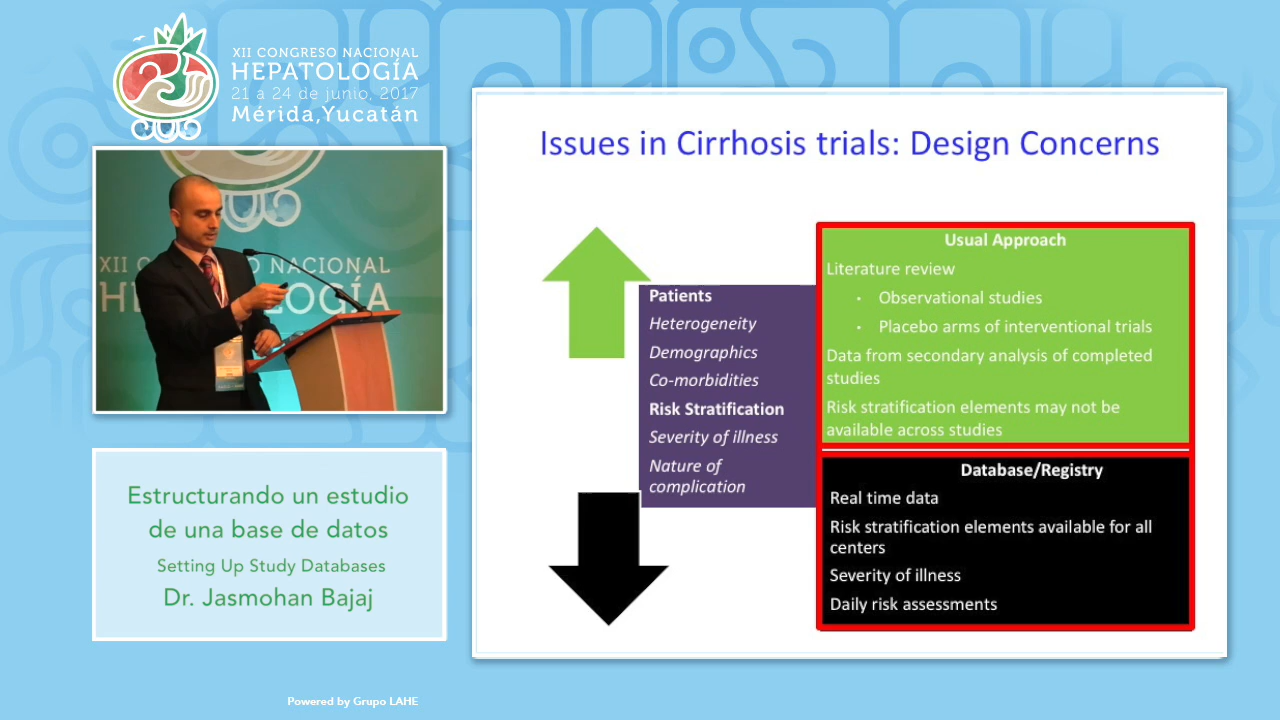 XII CONGRESO NACIONAL
HEPATOLOGÍA
21 a 24 de junio, 2017
Mérida,Yucatán
XII CO
O NACIONAL
HE
LOGÍA
Estructurando un estudio
de una base de datos
Setting Up Study Databases
Dr. Jasmohan Bajaj
Powered by Grupo LAHE
Issues in Cirrhosis trials: Design Concerns
Patients
Heterogeneity
Demographics
Co-morbidities
Risk Stratification
Severity of illness
Nature of
complication
Usual Approach
Literature review
• Observational studies
• Placebo arms of interventional trials
Data from secondary analysis of completed
studies
Risk stratification elements may not be
available across studies
Database/Registry
Real time data
Risk stratification elements available for all
centers
Severity of illness
Daily risk assessments